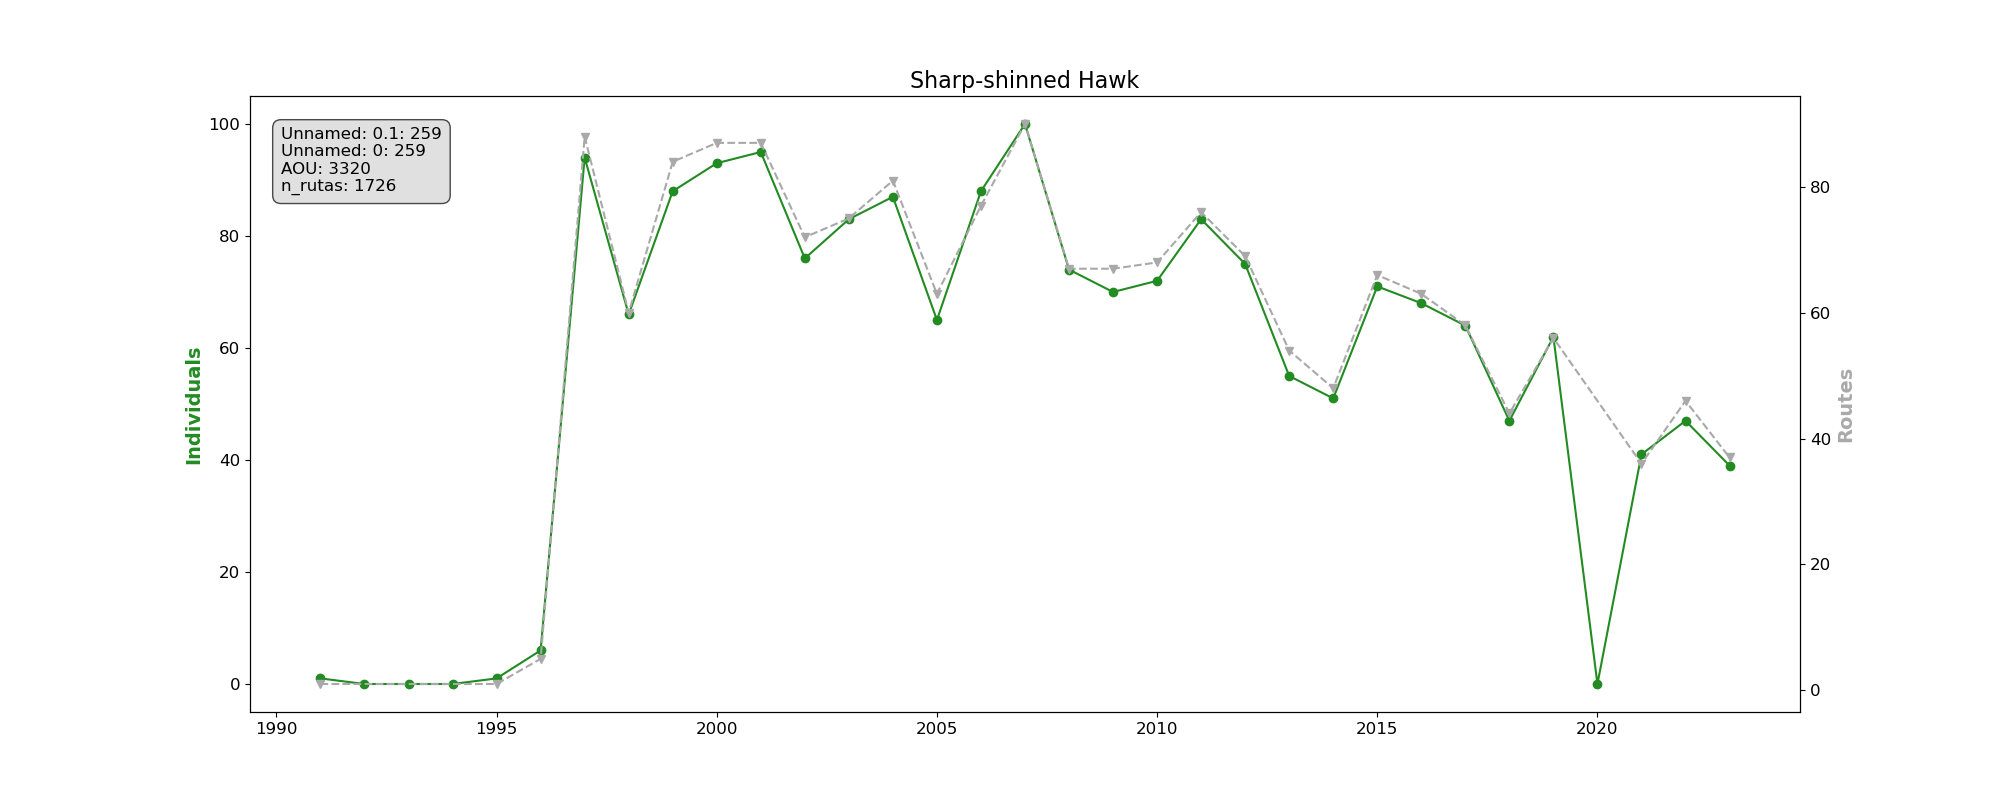 Sharp-shinned Hawk
Unnamed: 0.1: 259
Unnamed: 0: 259
AOU: 3320
n_rutas: 1726
Individuals
100
80
60
40
20
0
Routes
80
60
40
20
0
1990 1995 2000 2005 2010 2015 2020